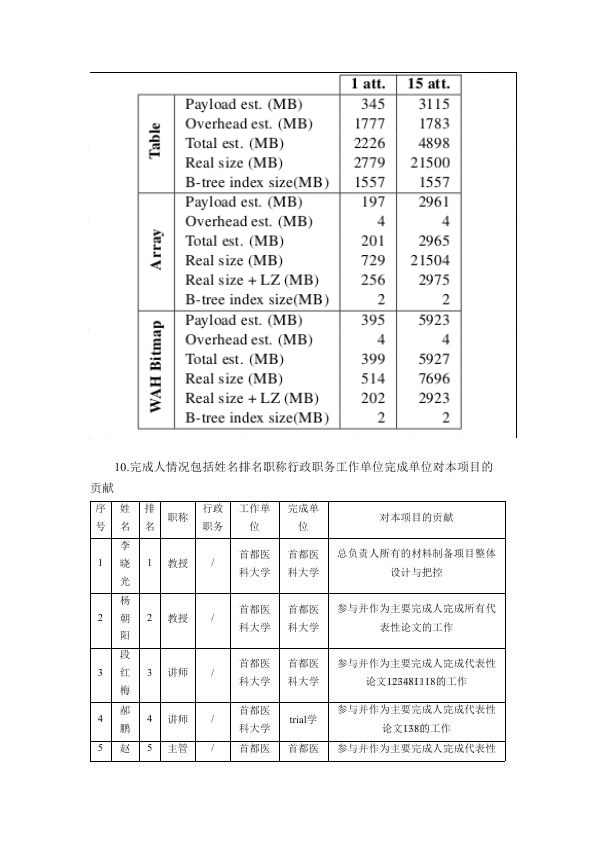 1 att. 15 att.
Table
Payload est. (MB) 345 3115
Overhead est. (MB) 1777 1783
Total est. (MB) 2226 4898
Real size (MB) 2779 21500
B-tree index size(MB) 1557 1557
Array
Payload est. (MB) 197 2961
Overhead est. (MB) 4 4
Total est. (MB) 201 2965
Real size (MB) 729 21504
Real size + LZ (MB) 256 2975
B-tree index size(MB) 2 2
WAH Bitmap
Payload est. (MB) 395 5923
Overhead est. (MB) 4 4
Total est. (MB) 399 5927
Real size (MB) 514 7696
Real size + LZ (MB) 202 2923
B-tree index size(MB) 2 2
10.完成人情况包括姓名排名职称行政职务工作单位完成单位对本项目的
贡献
序号 姓名 排名 职称 行政职务 工作单位 完成单位 对本项目的贡献
1 李晓光 1 教授 / 首都医科大学 首都医科大学 总负责人所有的材料制备项目整体
设计与把控
2 杨朝阳 2 教授 / 首都医科大学 首都医科大学 参与并作为主要完成人完成所有代
表性论文的工作
3 段红梅 3 讲师 / 首都医科大学 首都医科大学 参与并作为主要完成人完成代表性
论文的工作
4 郝鹏 4 讲师 / 首都医科大学 trial学 参与并作为主要完成人完成代表性
论文的工作
5 赵 5 主管 / 首都医 首都医 参与并作为主要完成人完成代表性